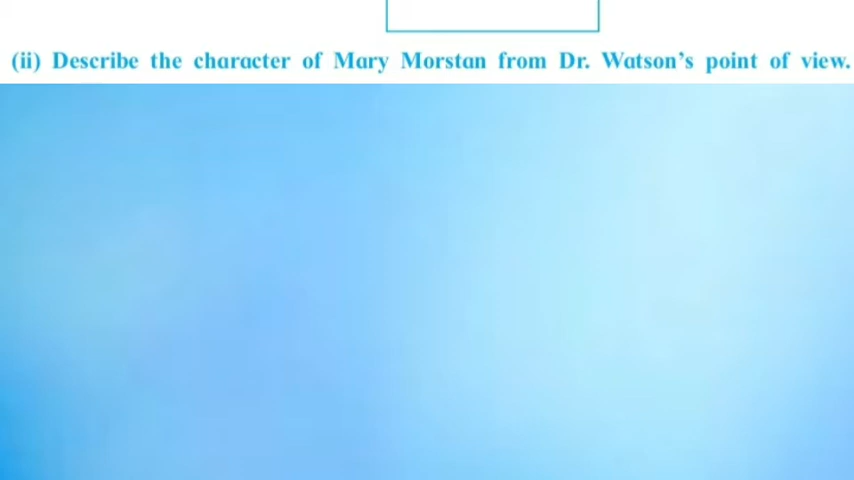 (ii) Describe the character of Mary Morstan from Dr. Watson's point of view.